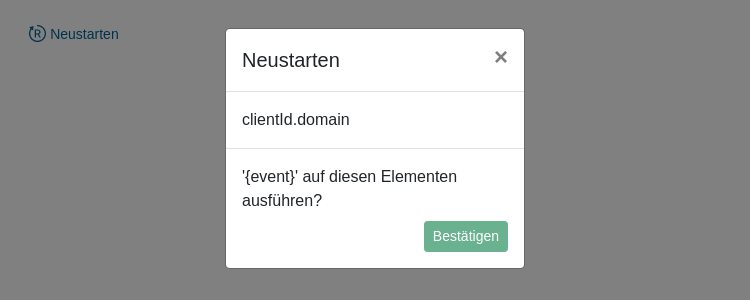 Neustarten
Neustarten
×
clientId.domain
'{event}' auf diesen Elementen
ausführen?
Bestätigen